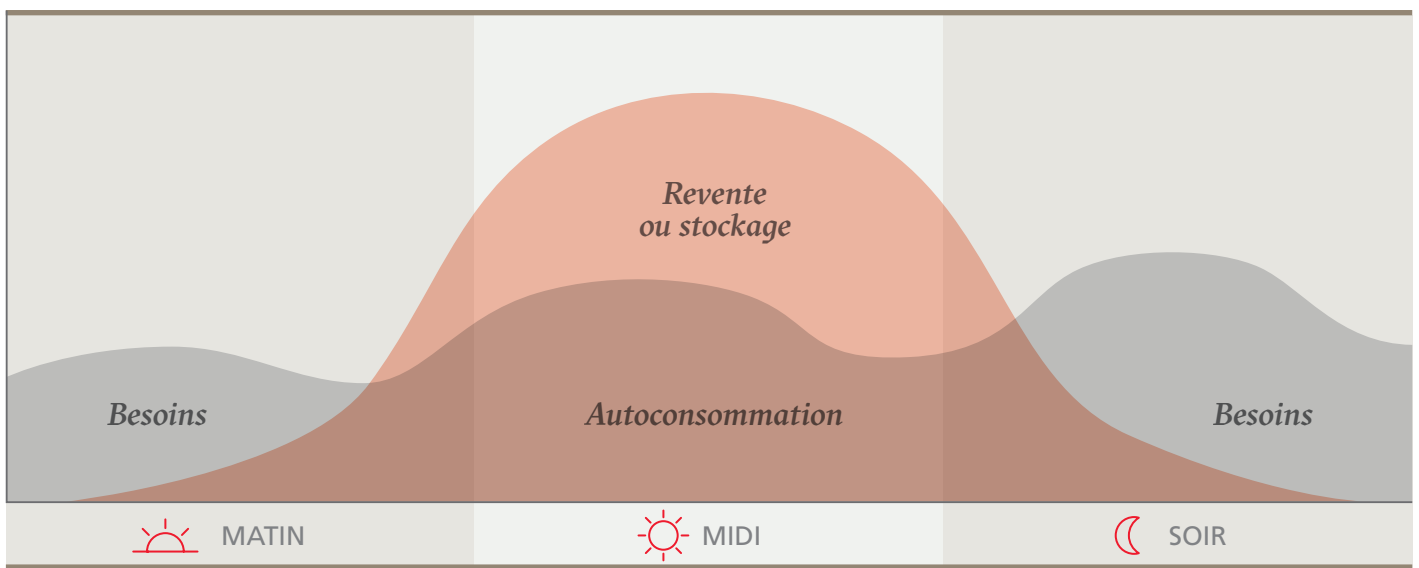 Revente
ou stockage
Besoins
Autoconsommation
Besoins
MATIN
MIDI
SOIR